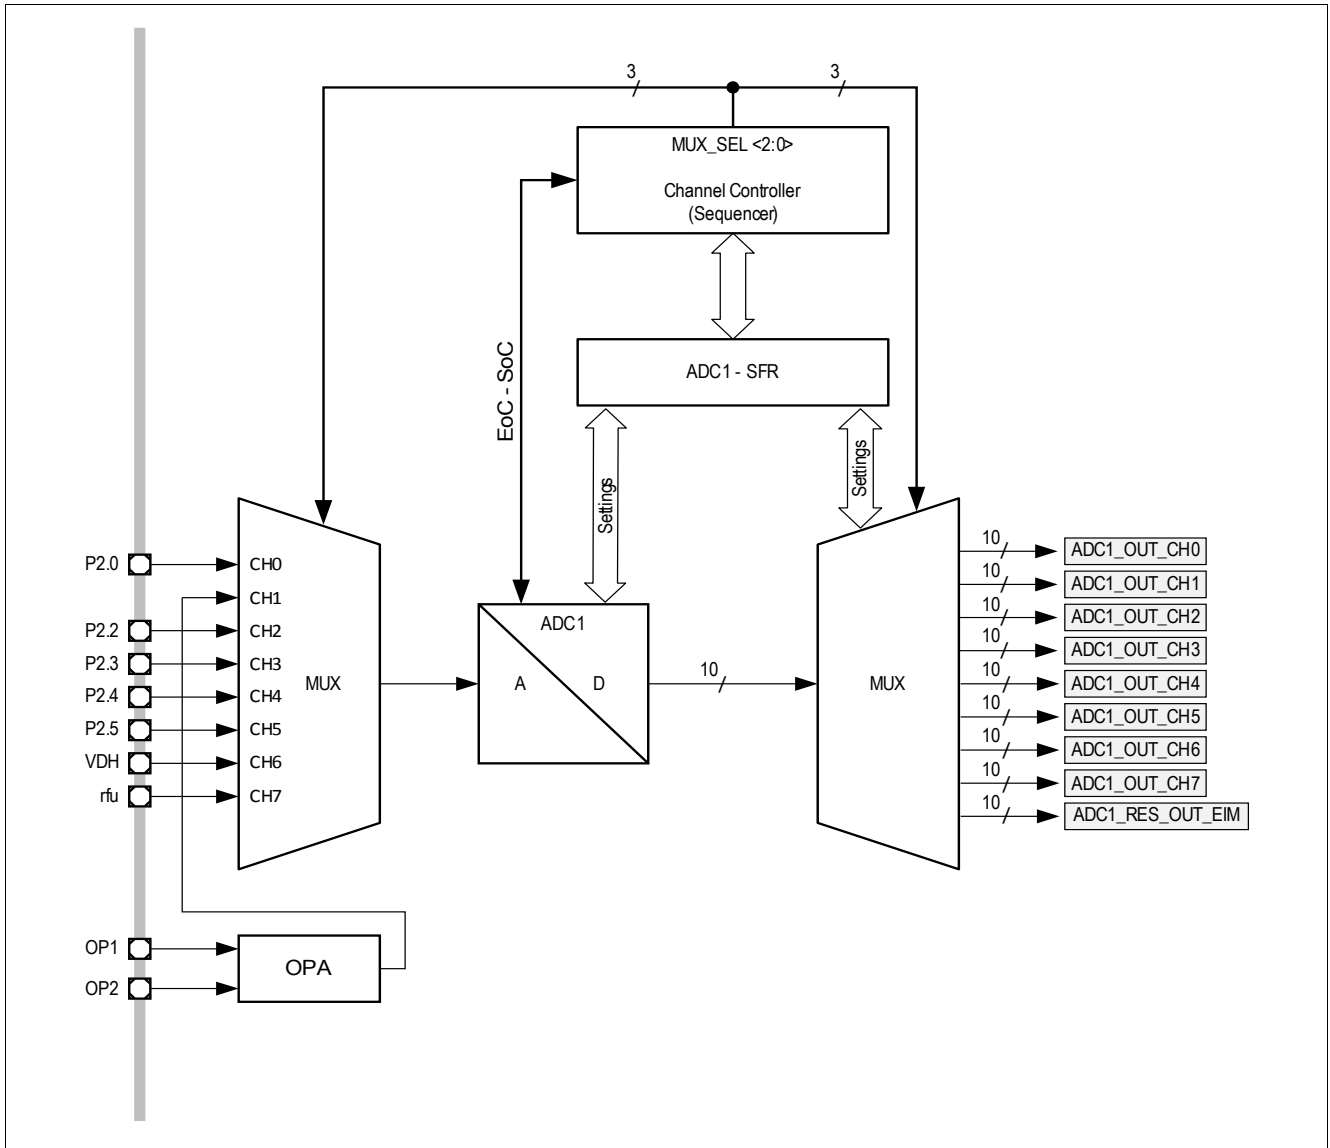 3
3
MUX_SEL <2:0>
Channel Controller
(Sequencer)
EoC - SoC
ADC1 - SFR
Settings
Settings
P2.0
P2.2
P2.3
P2.4
P2.5
VDH
rfu
CH0
CH1
CH2
CH3
CH4
CH5
CH6
CH7
MUX
ADC1
A
D
10
MUX
10
ADC1_OUT_CH0
10
ADC1_OUT_CH1
10
ADC1_OUT_CH2
10
ADC1_OUT_CH3
10
ADC1_OUT_CH4
10
ADC1_OUT_CH5
10
ADC1_OUT_CH6
10
ADC1_OUT_CH7
10
ADC1_RES_OUT_EIM
OP1
OP2
OPA